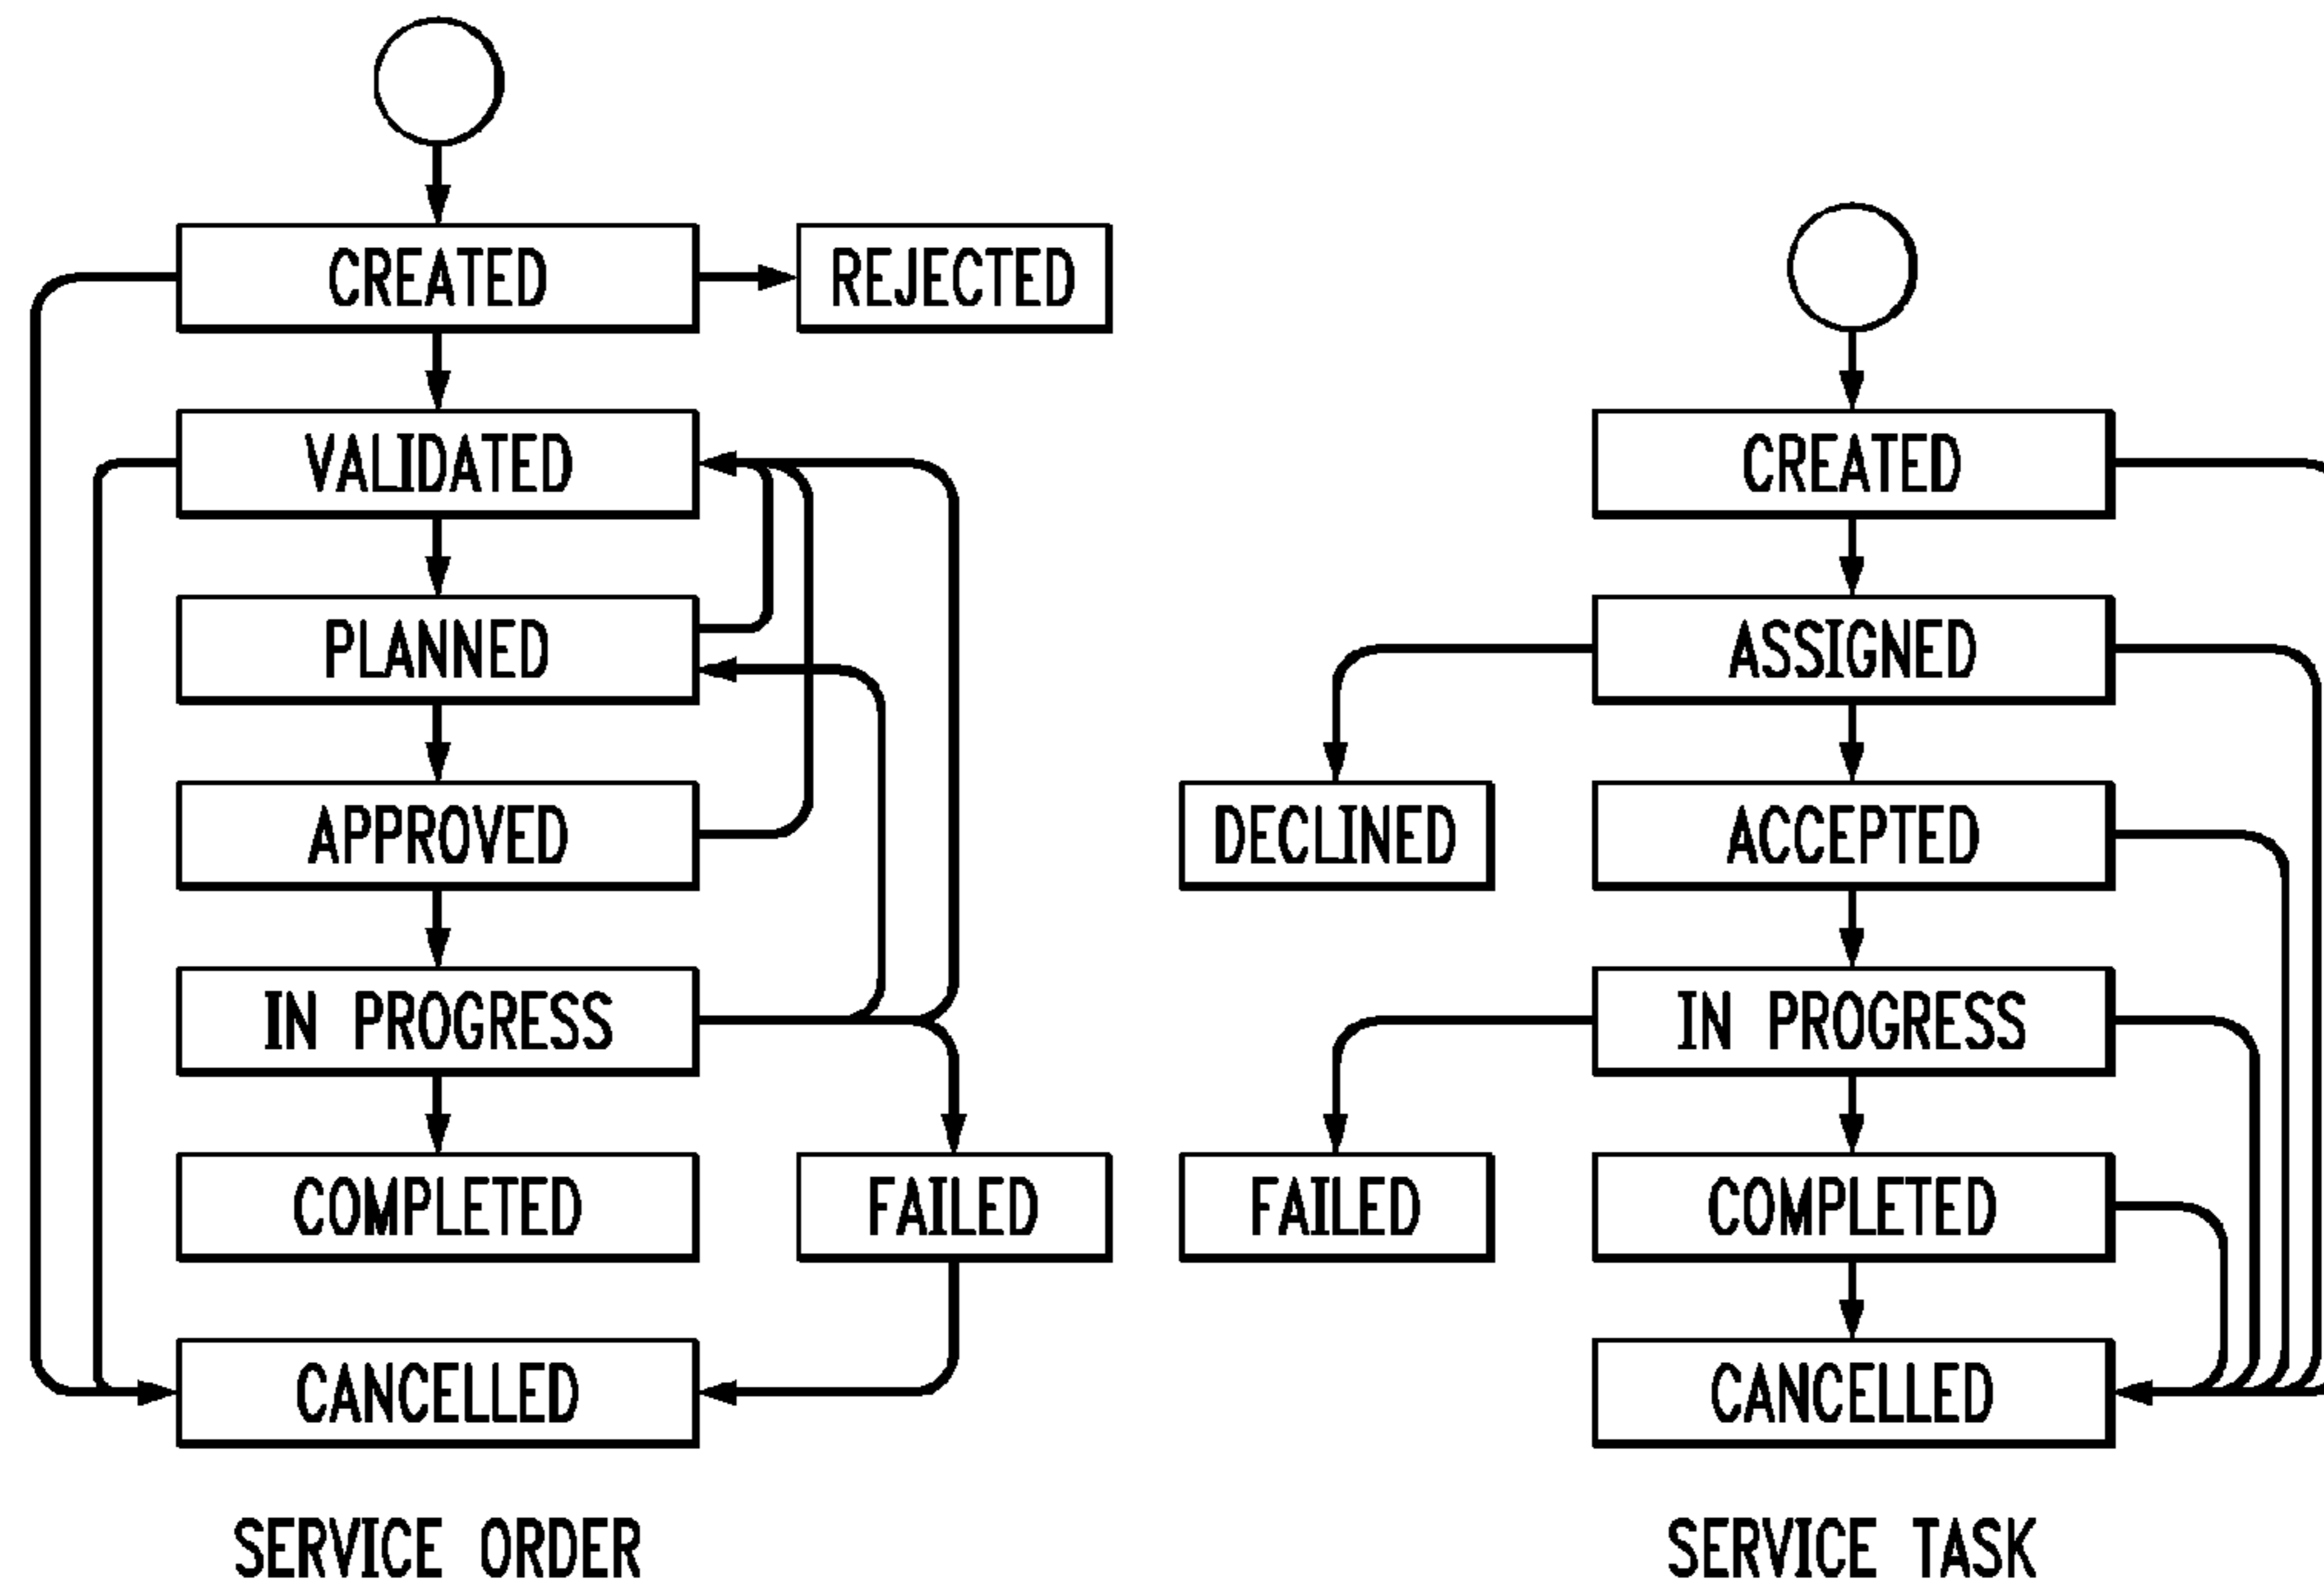 CREATED
REJECTED
VALIDATED
PLANNED
APPROVED
IN PROGRESS
COMPLETED
FAILED
CANCELLED
SERVICE ORDER
CREATED
ASSIGNED
DECLINED
ACCEPTED
IN PROGRESS
FAILED
COMPLETED
CANCELLED
SERVICE TASK